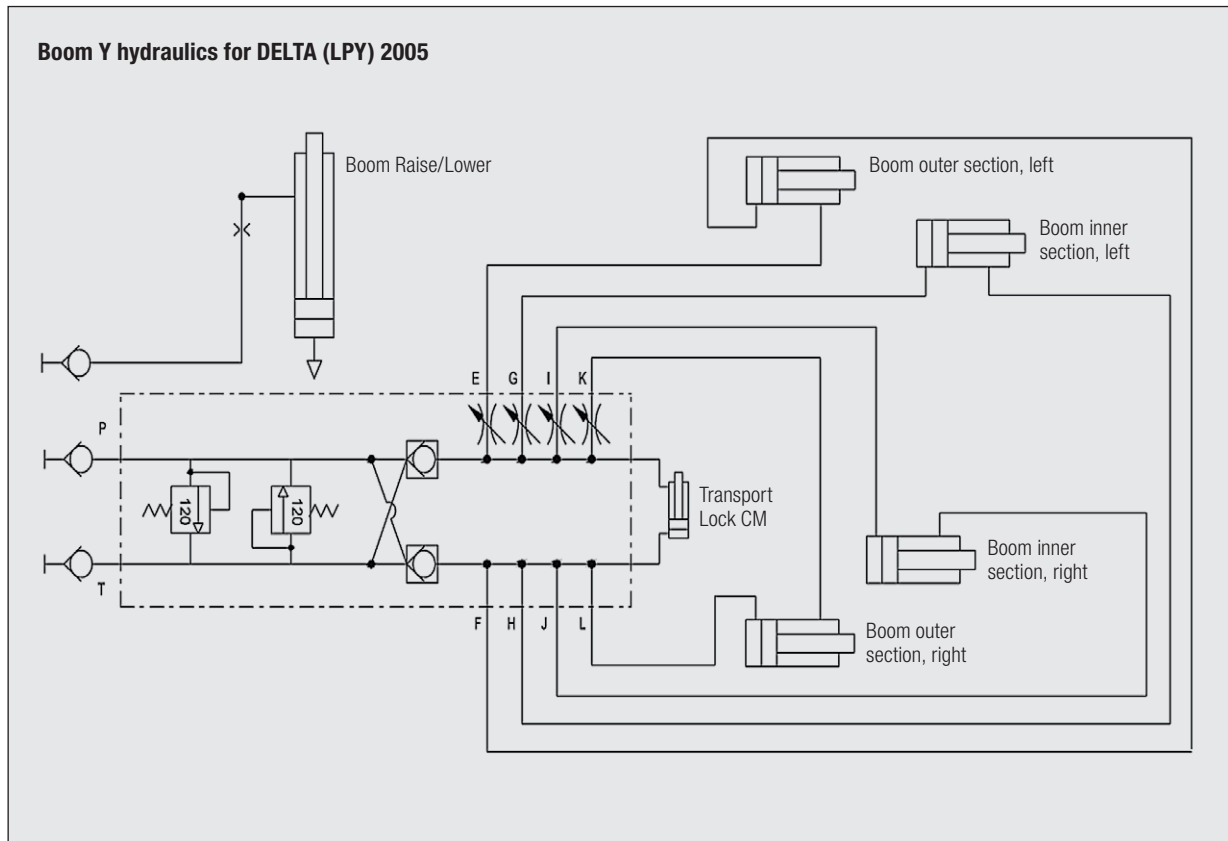 Boom Y hydraulics for DELTA (LPY) 2005
Boom Raise/Lower
Boom outer section, left
Boom inner
section, left
E G I K
P
120
120
Transport
Lock CM
T
Boom inner
section, right
F H J L
Boom outer
section, right